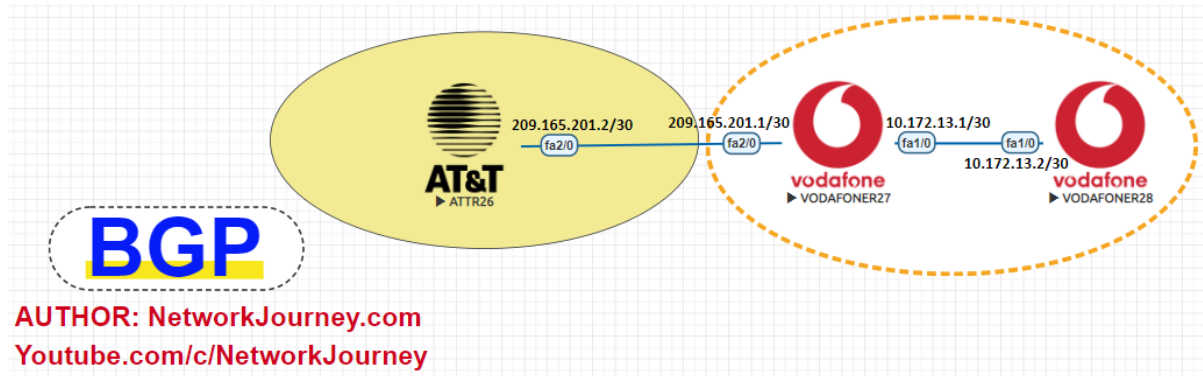 209.165.201.2/30
fa2/0
209.165.201.1/30
fa2/0
10.172.13.1/30
fa1/0
fa1/0
10.172.13.2/30
AT&T
▶ ATTR26
vodafone
▶ VODAFONER27
vodafone
▶ VODAFONER28
BGP
AUTHOR: NetworkJourney.com
Youtube.com/c/NetworkJourney